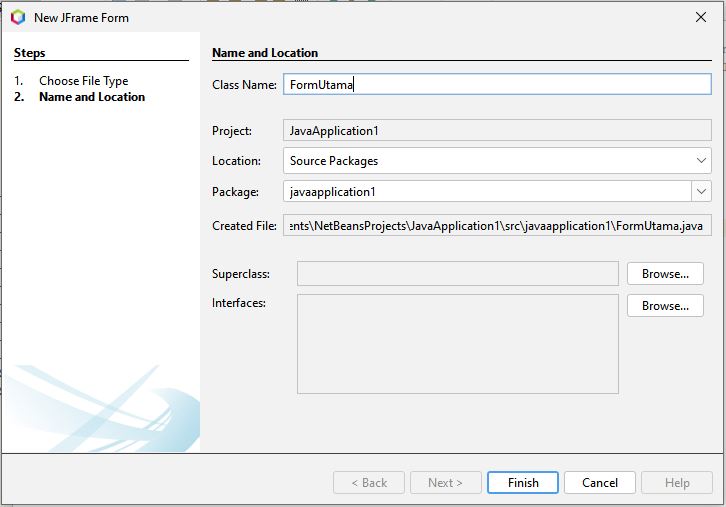 New JFrame Form
Steps
1. Choose File Type
2. Name and Location
Name and Location
Class Name: FormUtama
Project: JavaApplication1
Location: Source Packages
Package: javaapplication1
Created File: ents\NetBeansProjects\JavaApplication1\src\javaapplication1\FormUtama.java
Superclass: Browse...
Interfaces: Browse...
< Back Next > Finish Cancel Help